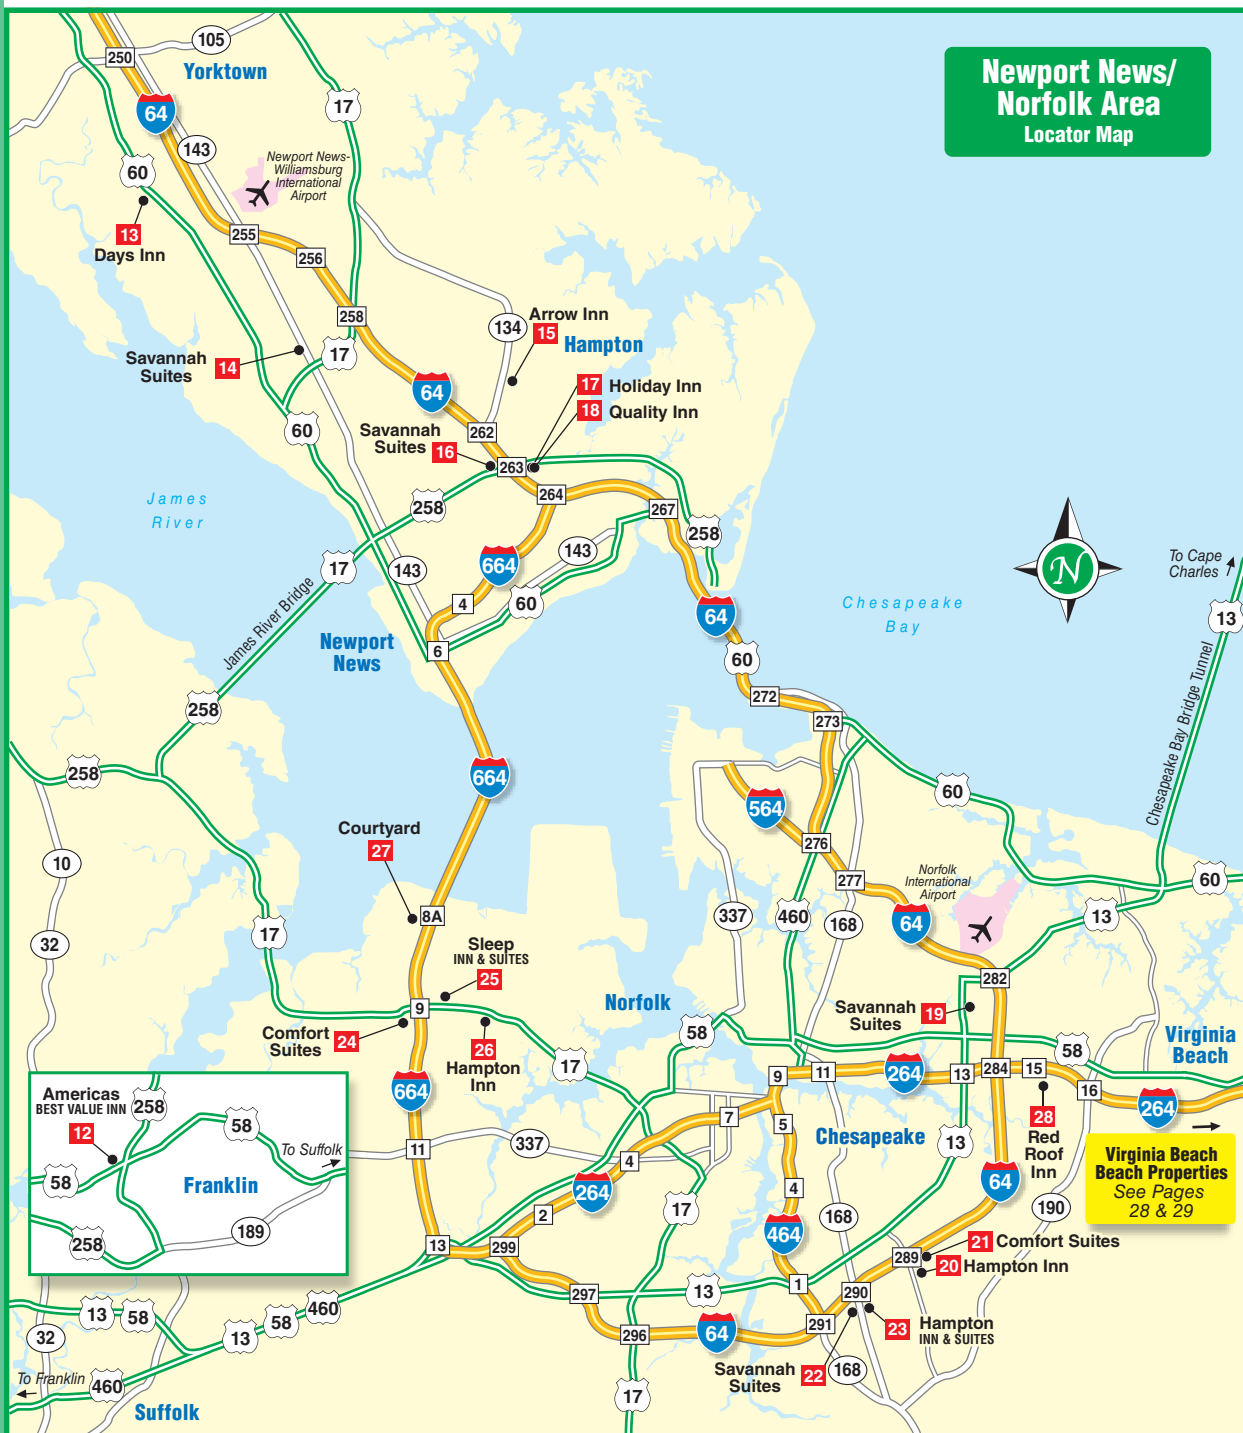 Newport News/
Norfolk Area
Locator Map
105
250
Yorktown
64
17
143
60
Newport News-
Williamsburg
International
Airport
13
Days Inn
255
256
258
Arrow Inn
15
134
Hampton
17
Savannah
Suites
14
64
17
Holiday Inn
18
Quality Inn
60
262
Savannah
Suites
16
263
264
James
River
258
267
258
143
664
17
143
To Cape
Charles
4
60
64
Chesapeake
Bay
13
James River Bridge
Newport
News
6
60
272
258
273
Chesapeake Bay Bridge Tunnel
258
664
564
60
Courtyard
27
276
10
277
Norfolk
International
Airport
60
8A
337
460
168
64
13
32
17
Sleep
INN & SUITES
25
282
9
Norfolk
Savannah
Suites
19
Comfort
Suites
24
26
Hampton
Inn
58
58
Virginia
Beach
17
9
11
264
13
284
15
16
664
264
Americas
BEST VALUE INN
258
12
58
To Suffolk
58
Franklin
258
189
7
5
Chesapeake
28
Red
Roof
Inn
13
Virginia Beach
Beach Properties
See Pages
28 & 29
11
337
4
264
4
64
2
17
168
190
464
13
299
289
21
Comfort Suites
20
Hampton Inn
297
13
1
290
13
58
460
58
13
32
296
64
291
23
Hampton
INN & SUITES
Savannah
Suites
22
168
To Franklin
460
17
Suffolk